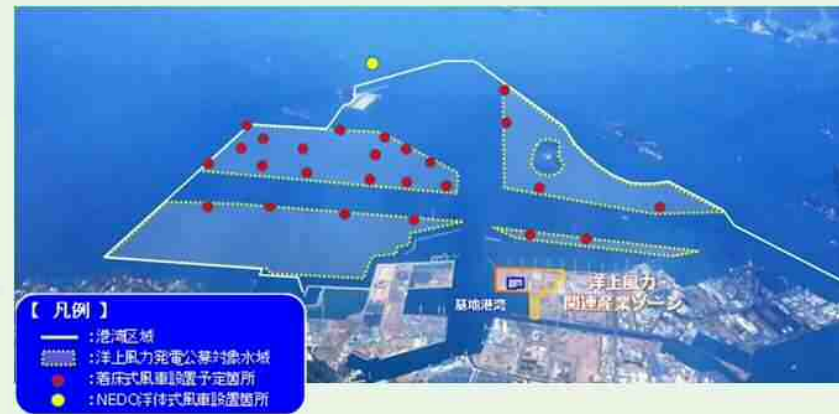 洋上風力
関連産業ゾーン
基地港湾
【 凡例 】
:港湾区域
:洋上風力発電公募対象水域
:着床式風車設置予定箇所
:NEDO浮体式風車設置箇所